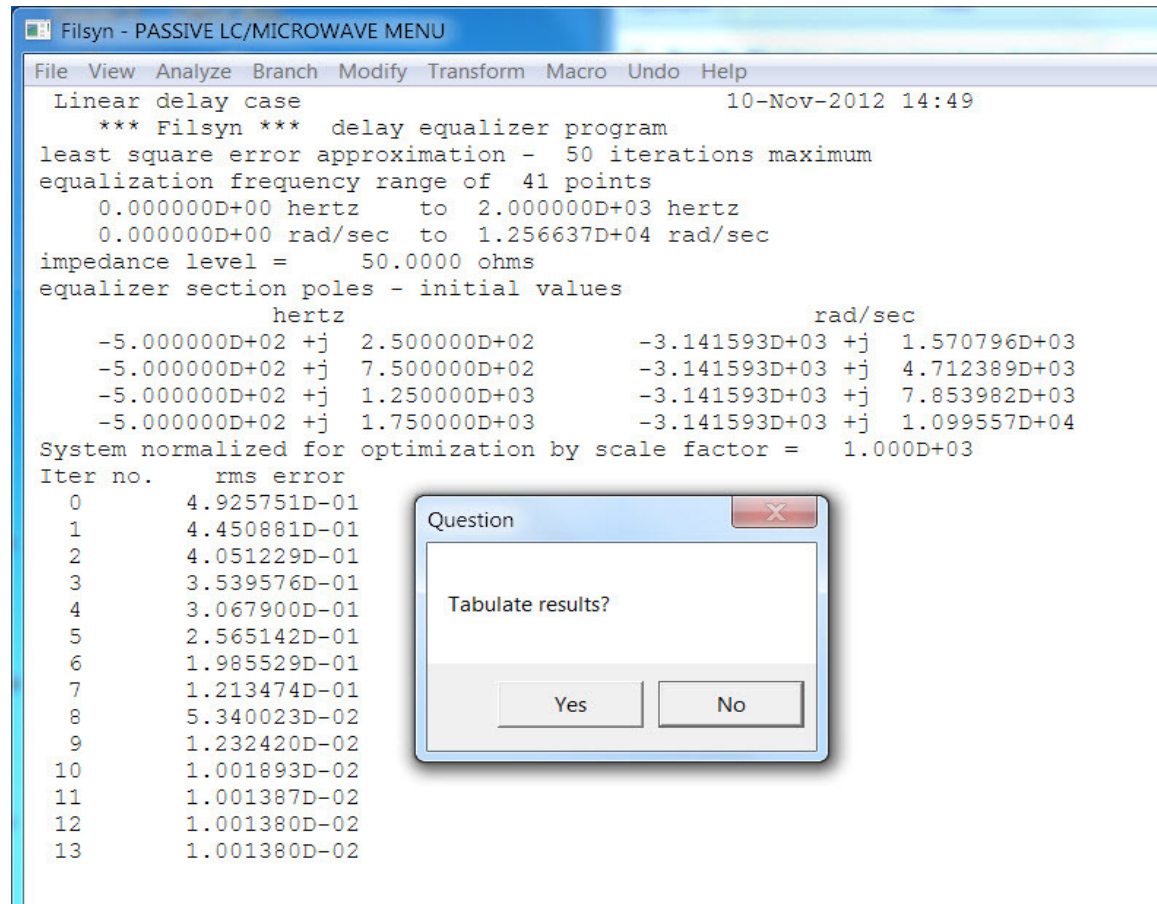 Filsyn - PASSIVE LC/MICROWAVE MENU
File View Analyze Branch Modify Transform Macro Undo Help
Linear delay case 10-Nov-2012 14:49
*** Filsyn *** delay equalizer program
least square error approximation - 50 iterations maximum
equalization frequency range of 41 points
0.000000D+00 hertz to 2.000000D+03 hertz
0.000000D+00 rad/sec to 1.256637D+04 rad/sec
impedance level = 50.0000 ohms
equalizer section poles - initial values
hertz rad/sec
-5.000000D+02 +j 2.500000D+02 -3.141593D+03 +j 1.570796D+03
-5.000000D+02 +j 7.500000D+02 -3.141593D+03 +j 4.712389D+03
-5.000000D+02 +j 1.250000D+03 -3.141593D+03 +j 7.853982D+03
-5.000000D+02 +j 1.750000D+03 -3.141593D+03 +j 1.099557D+04
System normalized for optimization by scale factor = 1.000D+03
Iter no. rms error
0 4.925751D-01
1 4.450881D-01
2 4.051229D-01
3 3.539576D-01
4 3.067900D-01
5 2.565142D-01
6 1.985529D-01
7 1.213474D-01
8 5.340023D-02
9 1.232420D-02
10 1.001893D-02
11 1.001387D-02
12 1.001380D-02
13 1.001380D-02
Question
Tabulate results?
Yes No